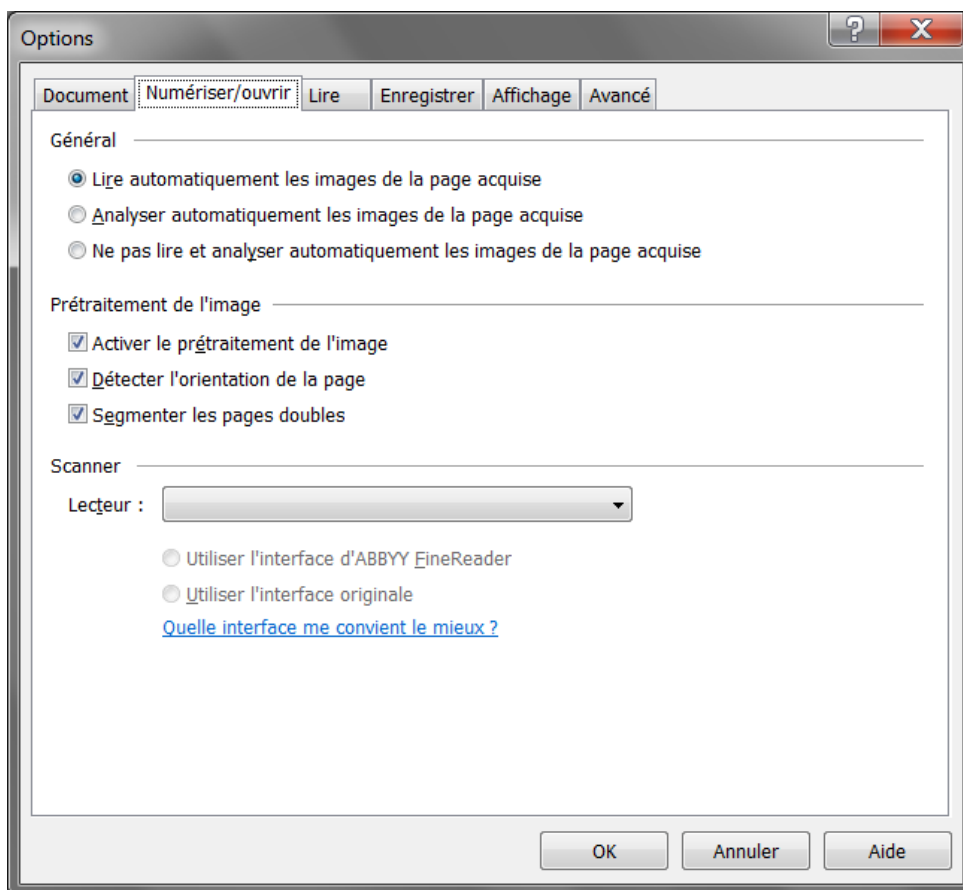 Options
Document Numériser/ouvrir Lire Enregistrer Affichage Avancé
Général
Lire automatiquement les images de la page acquise
Analyser automatiquement les images de la page acquise
Ne pas lire et analyser automatiquement les images de la page acquise
Prétraitement de l'image
Activer le prétraitement de l'image
Détecter l'orientation de la page
Segmenter les pages doubles
Scanner
Lecteur :
Utiliser l'interface d'ABBYY FineReader
Utiliser l'interface originale
Quelle interface me convient le mieux ?
OK Annuler Aide